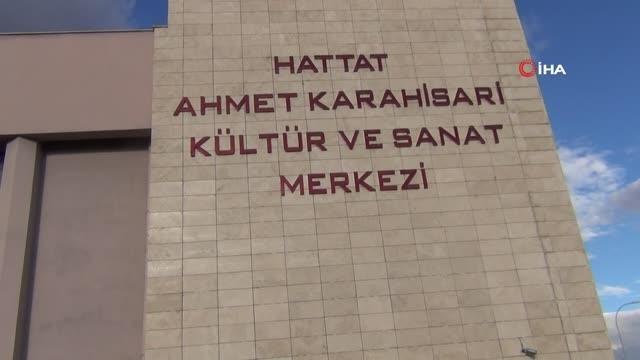 HATTAT
AHMET KARAHİSARİ
KÜLTÜR VE SANAT
MERKEZİ
İHA